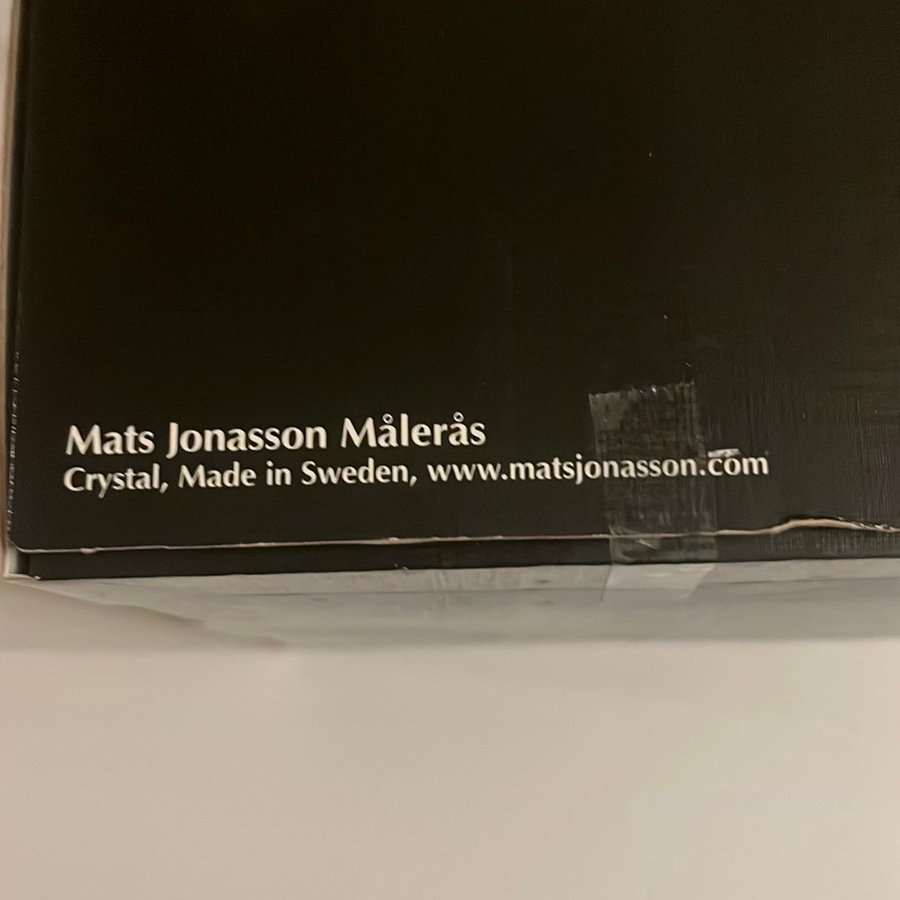 Mats Jonasson Målerås
Crystal, Made in Sweden, www.matsjonasson.com